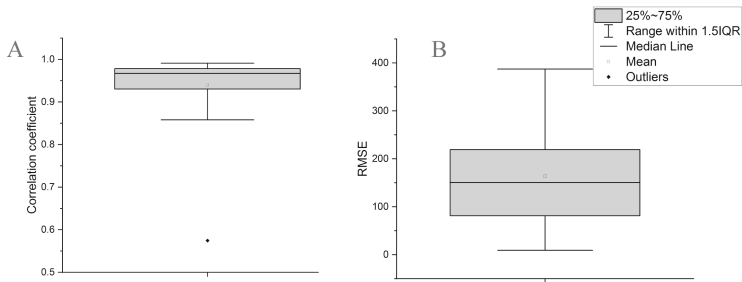 A
Correlation coefficient
1.0
0.9
0.8
0.7
0.6
0.5
B
RMSE
400
300
200
100
0
25%~75%
Range within 1.5IQR
Median Line
Mean
Outliers